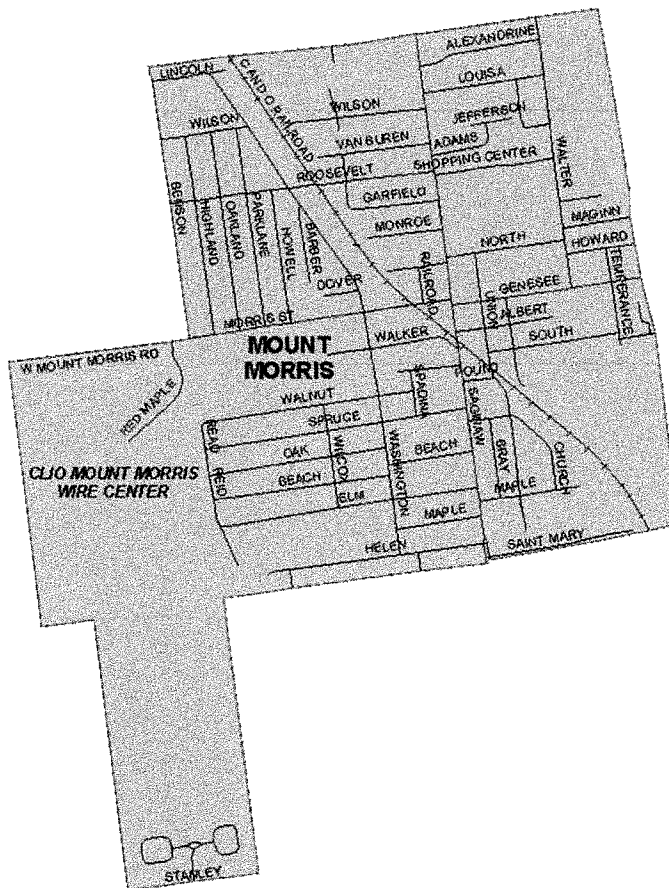 ALEXANDRINE
LINCOLN
C AND O RAILROAD
LOUISA
WILSON
WILSON
JEFFERSON
VAN BUREN
ADAMS
ROOSEVELT
SHOPPING CENTER
WALTER
BENSON
HIGHLAND
OAKLAND
PARKLANE
HOWELL
BARBER
GARFIELD
MONROE
MAGINN
NORTH
HOWARD
DOVER
RAILROAD
GENESEE
TEMPERANCE
UNION
ALBERT
MORRIS ST
WALKER
SOUTH
MOUNT
MORRIS
W MOUNT MORRIS RD
POUND
RED MAPLE
WALNUT
SPADINA
SAGINAW
SPRUCE
READ
OAK
WILCOX
WASHINGTON
BEACH
BRAY
CHURCH
CLIO MOUNT MORRIS
WIRE CENTER
REID
BEACH
ELM
MAPLE
MAPLE
HELEN
SAINT MARY
STANLEY